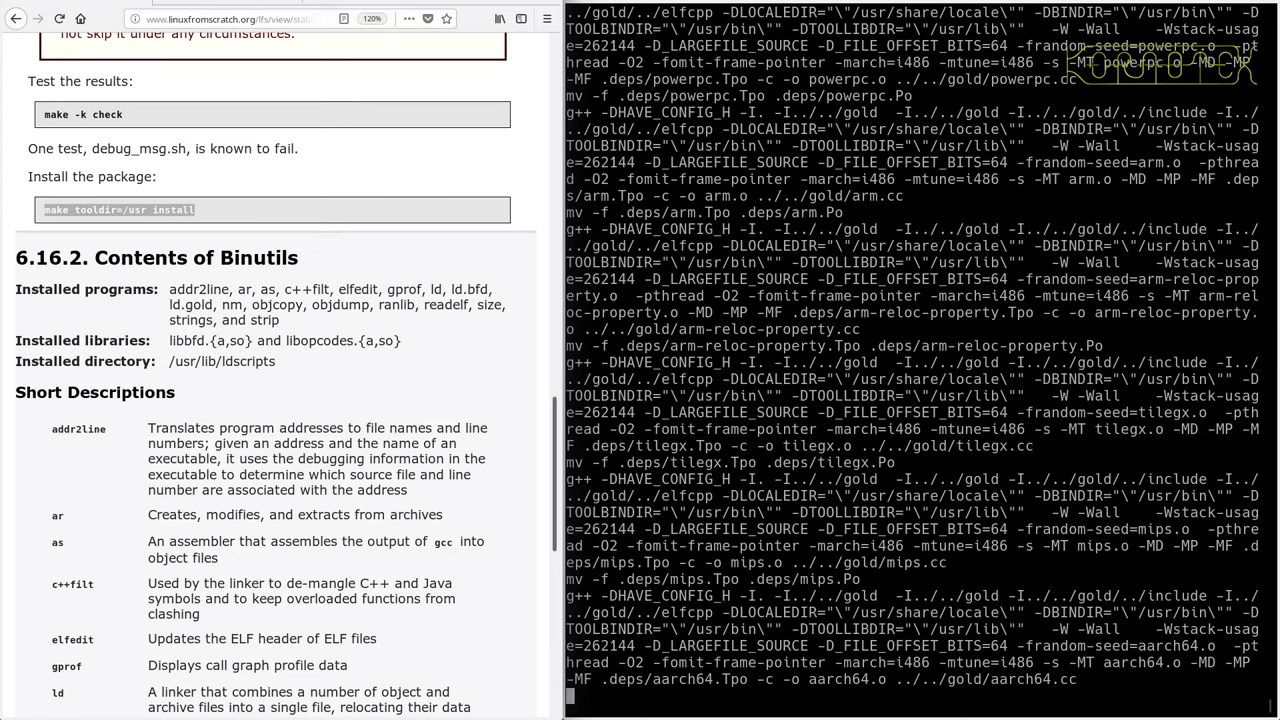 www.linuxfromscratch.org/lfs/view/stab
120%
not skip it under any circumstances.
Test the results:
make -k check
One test, debug_msg.sh, is known to fail.
Install the package:
make tooldir=/usr install
6.16.2. Contents of Binutils
Installed programs: addr2line, ar, as, c++filt, elfedit, gprof, ld, ld.bfd,
ld.gold, nm, objcopy, objdump, ranlib, readelf, size,
strings, and strip
Installed libraries: libbfd.{a,so} and libopcodes.{a,so}
Installed directory: /usr/lib/ldscripts
Short Descriptions
addr2line Translates program addresses to file names and line
numbers; given an address and the name of an
executable, it uses the debugging information in the
executable to determine which source file and line
number are associated with the address
ar Creates, modifies, and extracts from archives
as An assembler that assembles the output of gcc into
object files
c++filt Used by the linker to de-mangle C++ and Java
symbols and to keep overloaded functions from
clashing
elfedit Updates the ELF header of ELF files
gprof Displays call graph profile data
ld A linker that combines a number of object and
archive files into a single file, relocating their data
../gold/../elfcpp -DLOCALEDIR="\"/usr/share/locale\"" -DBINDIR="\"/usr/bin\"" -D
TOOLBINDIR="\"/usr/bin\"" -DTOOLLIBDIR="\"/usr/lib\"" -W -Wall -Wstack-usag
e=262144 -D_LARGEFILE_SOURCE -D_FILE_OFFSET_BITS=64 -frandom-seed=powerpc.o -pt
hread -O2 -fomit-frame-pointer -march=i486 -mtune=i486 -s -MT powerpc.o -MD -MP
-MF .deps/powerpc.Tpo -c -o powerpc.o ../../gold/powerpc.cc
mv -f .deps/powerpc.Tpo .deps/powerpc.Po
g++ -DHAVE_CONFIG_H -I. -I../../gold -I../../gold -I../../gold/../include -I../
../gold/../elfcpp -DLOCALEDIR="\"/usr/share/locale\"" -DBINDIR="\"/usr/bin\"" -D
TOOLBINDIR="\"/usr/bin\"" -DTOOLLIBDIR="\"/usr/lib\"" -W -Wall -Wstack-usag
e=262144 -D_LARGEFILE_SOURCE -D_FILE_OFFSET_BITS=64 -frandom-seed=arm.o -pthrea
d -O2 -fomit-frame-pointer -march=i486 -mtune=i486 -s -MT arm.o -MD -MP -MF .dep
s/arm.Tpo -c -o arm.o ../../gold/arm.cc
mv -f .deps/arm.Tpo .deps/arm.Po
g++ -DHAVE_CONFIG_H -I. -I../../gold -I../../gold -I../../gold/../include -I../
../gold/../elfcpp -DLOCALEDIR="\"/usr/share/locale\"" -DBINDIR="\"/usr/bin\"" -D
TOOLBINDIR="\"/usr/bin\"" -DTOOLLIBDIR="\"/usr/lib\"" -W -Wall -Wstack-usag
e=262144 -D_LARGEFILE_SOURCE -D_FILE_OFFSET_BITS=64 -frandom-seed=arm-reloc-prop
erty.o -pthread -O2 -fomit-frame-pointer -march=i486 -mtune=i486 -s -MT arm-rel
oc-property.o -MD -MP -MF .deps/arm-reloc-property.Tpo -c -o arm-reloc-property.
o ../../gold/arm-reloc-property.cc
mv -f .deps/arm-reloc-property.Tpo .deps/arm-reloc-property.Po
g++ -DHAVE_CONFIG_H -I. -I../../gold -I../../gold -I../../gold/../include -I../
../gold/../elfcpp -DLOCALEDIR="\"/usr/share/locale\"" -DBINDIR="\"/usr/bin\"" -D
TOOLBINDIR="\"/usr/bin\"" -DTOOLLIBDIR="\"/usr/lib\"" -W -Wall -Wstack-usag
e=262144 -D_LARGEFILE_SOURCE -D_FILE_OFFSET_BITS=64 -frandom-seed=tilegx.o -pth
read -O2 -fomit-frame-pointer -march=i486 -mtune=i486 -s -MT tilegx.o -MD -MP -M
F .deps/tilegx.Tpo -c -o tilegx.o ../../gold/tilegx.cc
mv -f .deps/tilegx.Tpo .deps/tilegx.Po
g++ -DHAVE_CONFIG_H -I. -I../../gold -I../../gold -I../../gold/../include -I../
../gold/../elfcpp -DLOCALEDIR="\"/usr/share/locale\"" -DBINDIR="\"/usr/bin\"" -D
TOOLBINDIR="\"/usr/bin\"" -DTOOLLIBDIR="\"/usr/lib\"" -W -Wall -Wstack-usag
e=262144 -D_LARGEFILE_SOURCE -D_FILE_OFFSET_BITS=64 -frandom-seed=mips.o -pthre
ad -O2 -fomit-frame-pointer -march=i486 -mtune=i486 -s -MT mips.o -MD -MP -MF .d
eps/mips.Tpo -c -o mips.o ../../gold/mips.cc
mv -f .deps/mips.Tpo .deps/mips.Po
g++ -DHAVE_CONFIG_H -I. -I../../gold -I../../gold -I../../gold/../include -I../
../gold/../elfcpp -DLOCALEDIR="\"/usr/share/locale\"" -DBINDIR="\"/usr/bin\"" -D
TOOLBINDIR="\"/usr/bin\"" -DTOOLLIBDIR="\"/usr/lib\"" -W -Wall -Wstack-usag
e=262144 -D_LARGEFILE_SOURCE -D_FILE_OFFSET_BITS=64 -frandom-seed=aarch64.o -pt
hread -O2 -fomit-frame-pointer -march=i486 -mtune=i486 -s -MT aarch64.o -MD -MP
-MF .deps/aarch64.Tpo -c -o aarch64.o ../../gold/aarch64.cc